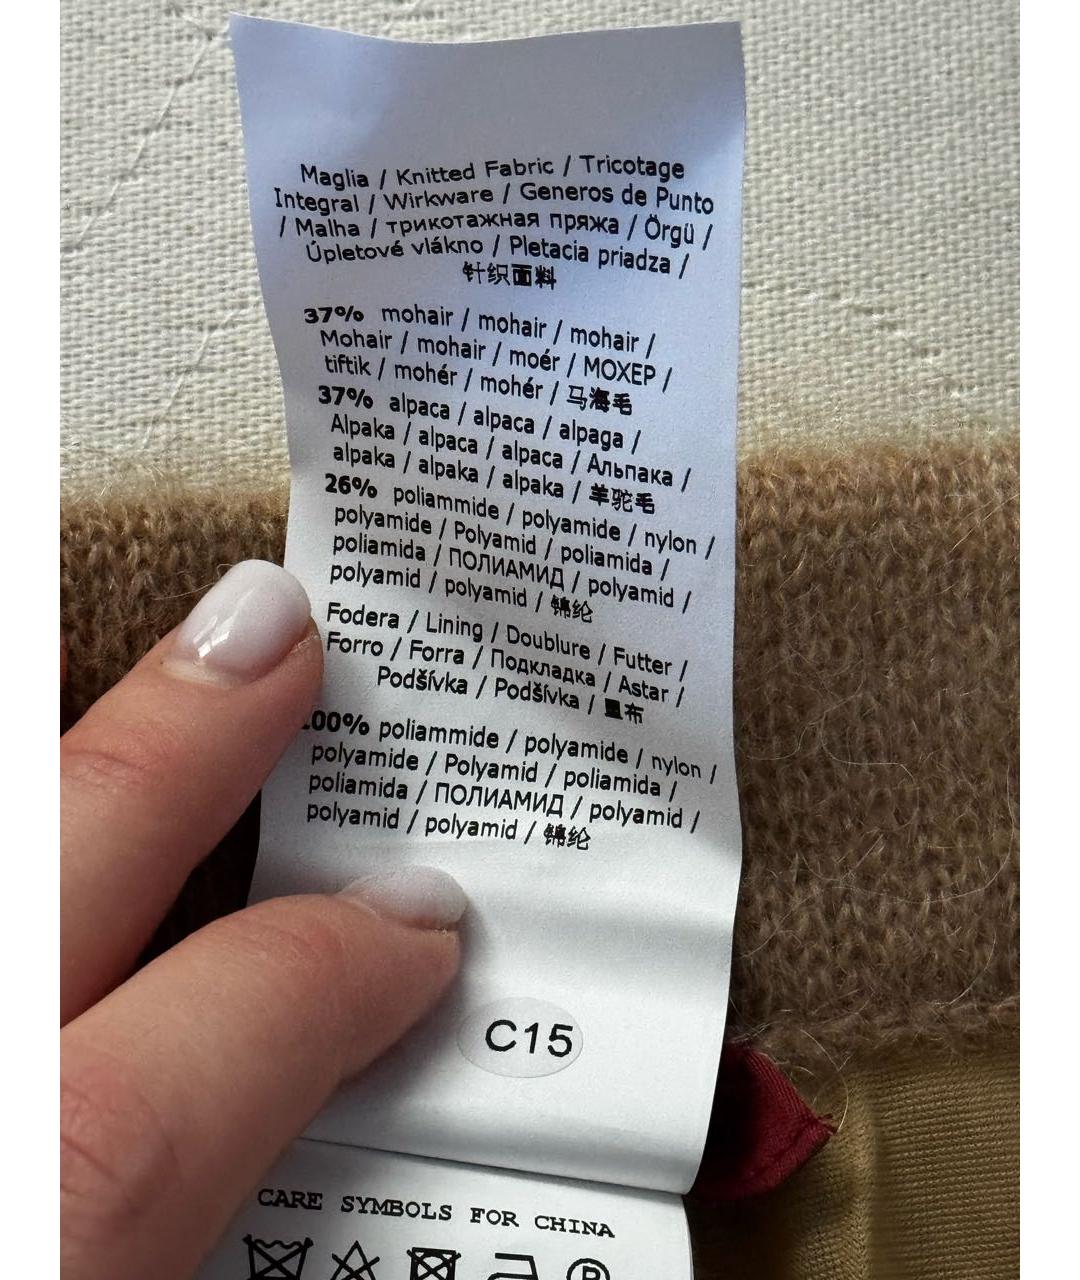 Maglia / Knitted Fabric / Tricotage
Integral / Wirkware / Generos de Punto
/ Malha / трикотажная пряжа / Örgü /
Úpletové vlákno / Pletacia priadza /
针织面料
37% mohair / mohair / mohair /
Mohair / mohair / moér / МОХЕР /
tiftik / mohér / mohér / 马海毛
37% alpaca / alpaca / alpaga /
Alpaka / alpaca / alpaca / Альпака /
alpaka / alpaka / alpaka / 羊驼毛
26% poliammide / polyamide / nylon /
polyamide / Polyamid / poliamida /
poliamida / ПОЛИАМИД / polyamid /
polyamid / polyamid / 锦纶
Fodera / Lining / Doublure / Futter /
Forro / Forra / Подкладка / Astar /
Podšívka / Podšívka / 里布
100% poliammide / polyamide / nylon /
polyamide / Polyamid / poliamida /
poliamida / ПОЛИАМИД / polyamid /
polyamid / polyamid / 锦纶
C15
CARE SYMBOLS FOR CHINA
P